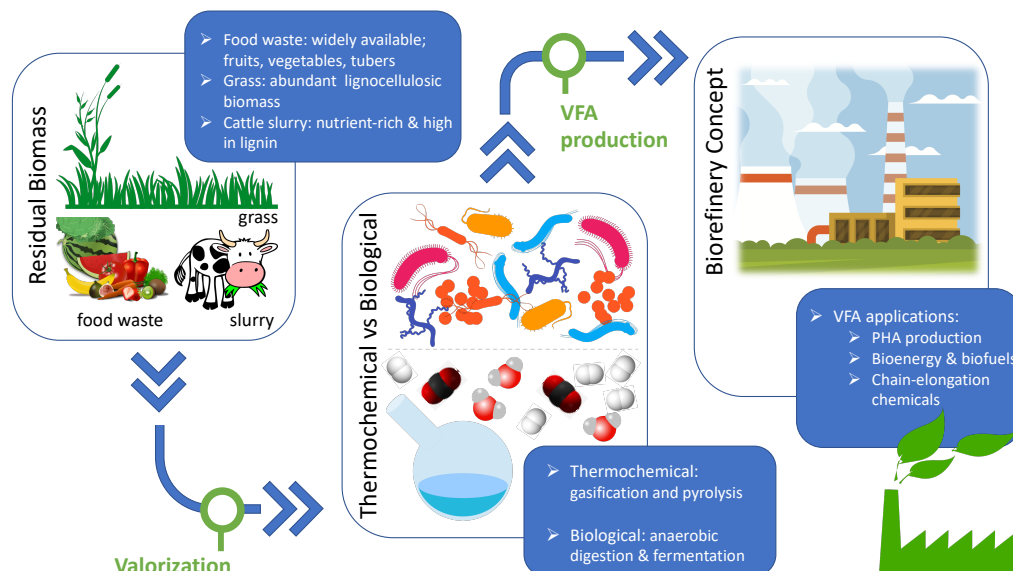 Residual Biomass
Food waste: widely available;
fruits, vegetables, tubers
Grass: abundant lignocellulosic
biomass
Cattle slurry: nutrient-rich & high
in lignin
grass
food waste
slurry
Valorization
Thermochemical vs Biological
Thermochemical:
gasification and pyrolysis
Biological: anaerobic
digestion & fermentation
VFA
production
Biorefinery Concept
VFA applications:
PHA production
Bioenergy & biofuels
Chain-elongation
chemicals